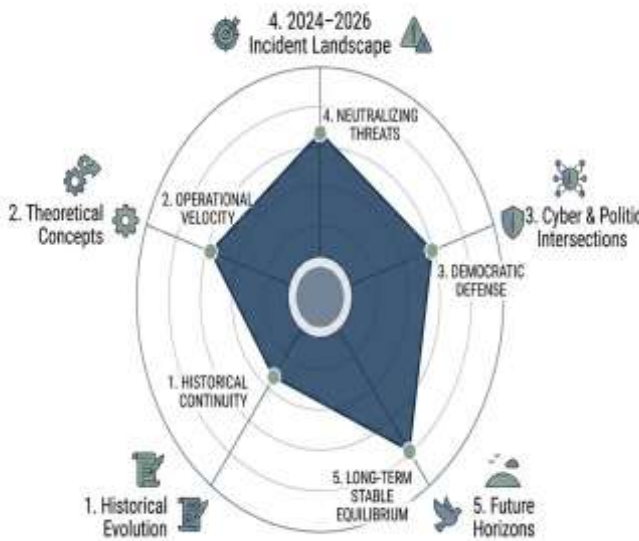 4. 2024–2026
Incident Landscape
4. NEUTRALIZING
THREATS
2. OPERATIONAL
VELOCITY
2. Theoretical
Concepts
3. Cyber & Politic
Intersections
3. DEMOCRATIC
DEFENSE
1. HISTORICAL
CONTINUITY
5. LONG-TERM
STABLE
EQUILIBRIUM
1. Historical
Evolution
5. Future
Horizons